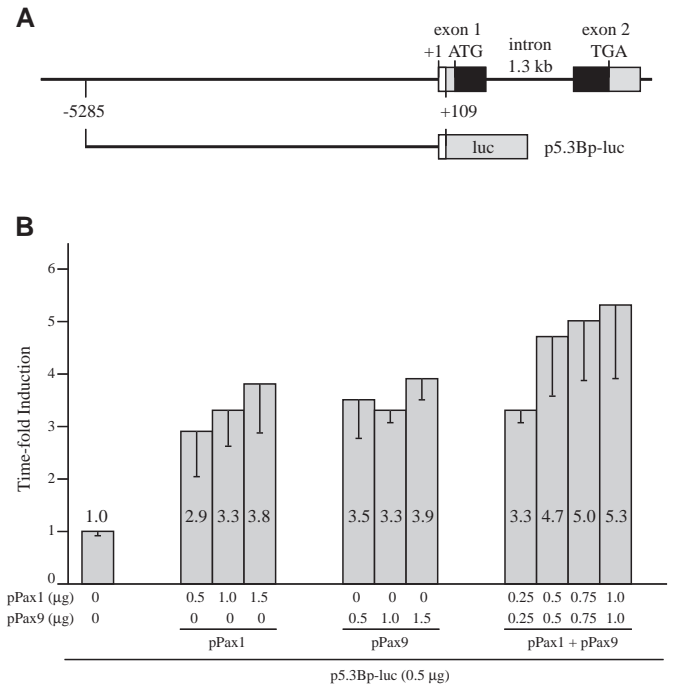 A
exon 1 exon 2
+1 ATG intron TGA
1.3 kb
-5285 +109
luc p5.3Bp-luc
B
Time-fold Induction
6
5
4
3
2
1
0
1.0 2.9 3.3 3.8 3.5 3.3 3.9 3.3 4.7 5.0 5.3
pPax1 (μg) 0 0.5 1.0 1.5 0 0 0 0.25 0.5 0.75 1.0
pPax9 (μg) 0 0 0 0 0.5 1.0 1.5 0.25 0.5 0.75 1.0
pPax1 pPax9 pPax1 + pPax9
p5.3Bp-luc (0.5 μg)